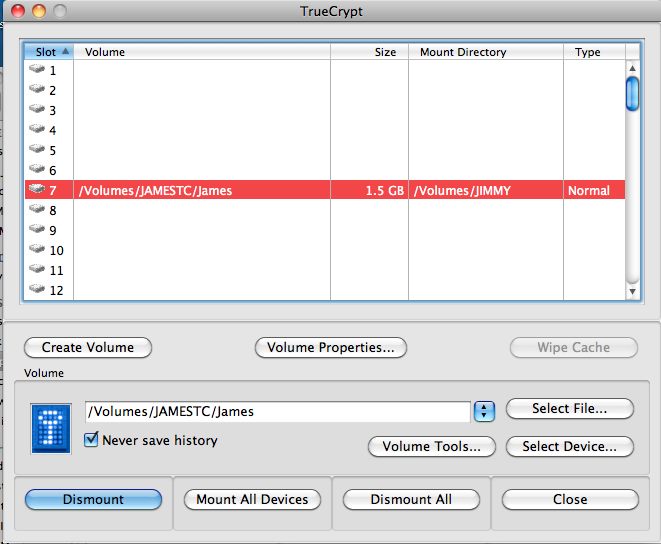 TrueCrypt
Slot Volume Size Mount Directory Type
1
2
3
4
5
6
7 /Volumes/JAMESTC/James 1.5 GB /Volumes/JIMMY Normal
8
9
10
11
12
Create Volume Volume Properties... Wipe Cache
Volume
/Volumes/JAMESTC/James Select File...
Never save history
Volume Tools... Select Device...
Dismount Mount All Devices Dismount All Close